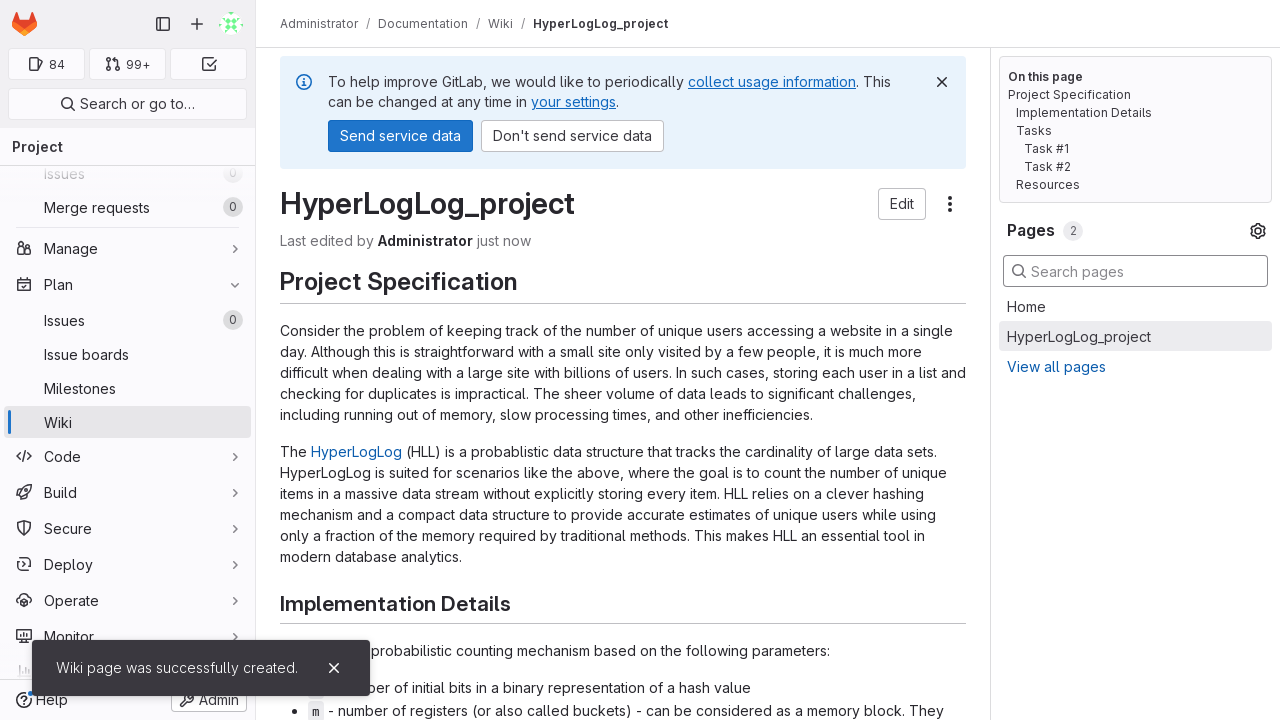 84
99+
Search or go to…
Project
Issues 0
Merge requests 0
Manage
Plan
Issues 0
Issue boards
Milestones
Wiki
Code
Build
Secure
Deploy
Operate
Monitor
Help
Admin
Wiki page was successfully created.
Administrator / Documentation / Wiki / HyperLogLog_project
To help improve GitLab, we would like to periodically collect usage information. This
can be changed at any time in your settings.
Send service data Don't send service data
HyperLogLog_project
Edit
Last edited by Administrator just now
Project Specification
Consider the problem of keeping track of the number of unique users accessing a website in a single
day. Although this is straightforward with a small site only visited by a few people, it is much more
difficult when dealing with a large site with billions of users. In such cases, storing each user in a list and
checking for duplicates is impractical. The sheer volume of data leads to significant challenges,
including running out of memory, slow processing times, and other inefficiencies.
The HyperLogLog (HLL) is a probablistic data structure that tracks the cardinality of large data sets.
HyperLogLog is suited for scenarios like the above, where the goal is to count the number of unique
items in a massive data stream without explicitly storing every item. HLL relies on a clever hashing
mechanism and a compact data structure to provide accurate estimates of unique users while using
only a fraction of the memory required by traditional methods. This makes HLL an essential tool in
modern database analytics.
Implementation Details
probabilistic counting mechanism based on the following parameters:
of initial bits in a binary representation of a hash value
m - number of registers (or also called buckets) - can be considered as a memory block. They
On this page
Project Specification
Implementation Details
Tasks
Task #1
Task #2
Resources
Pages 2
Search pages
Home
HyperLogLog_project
View all pages